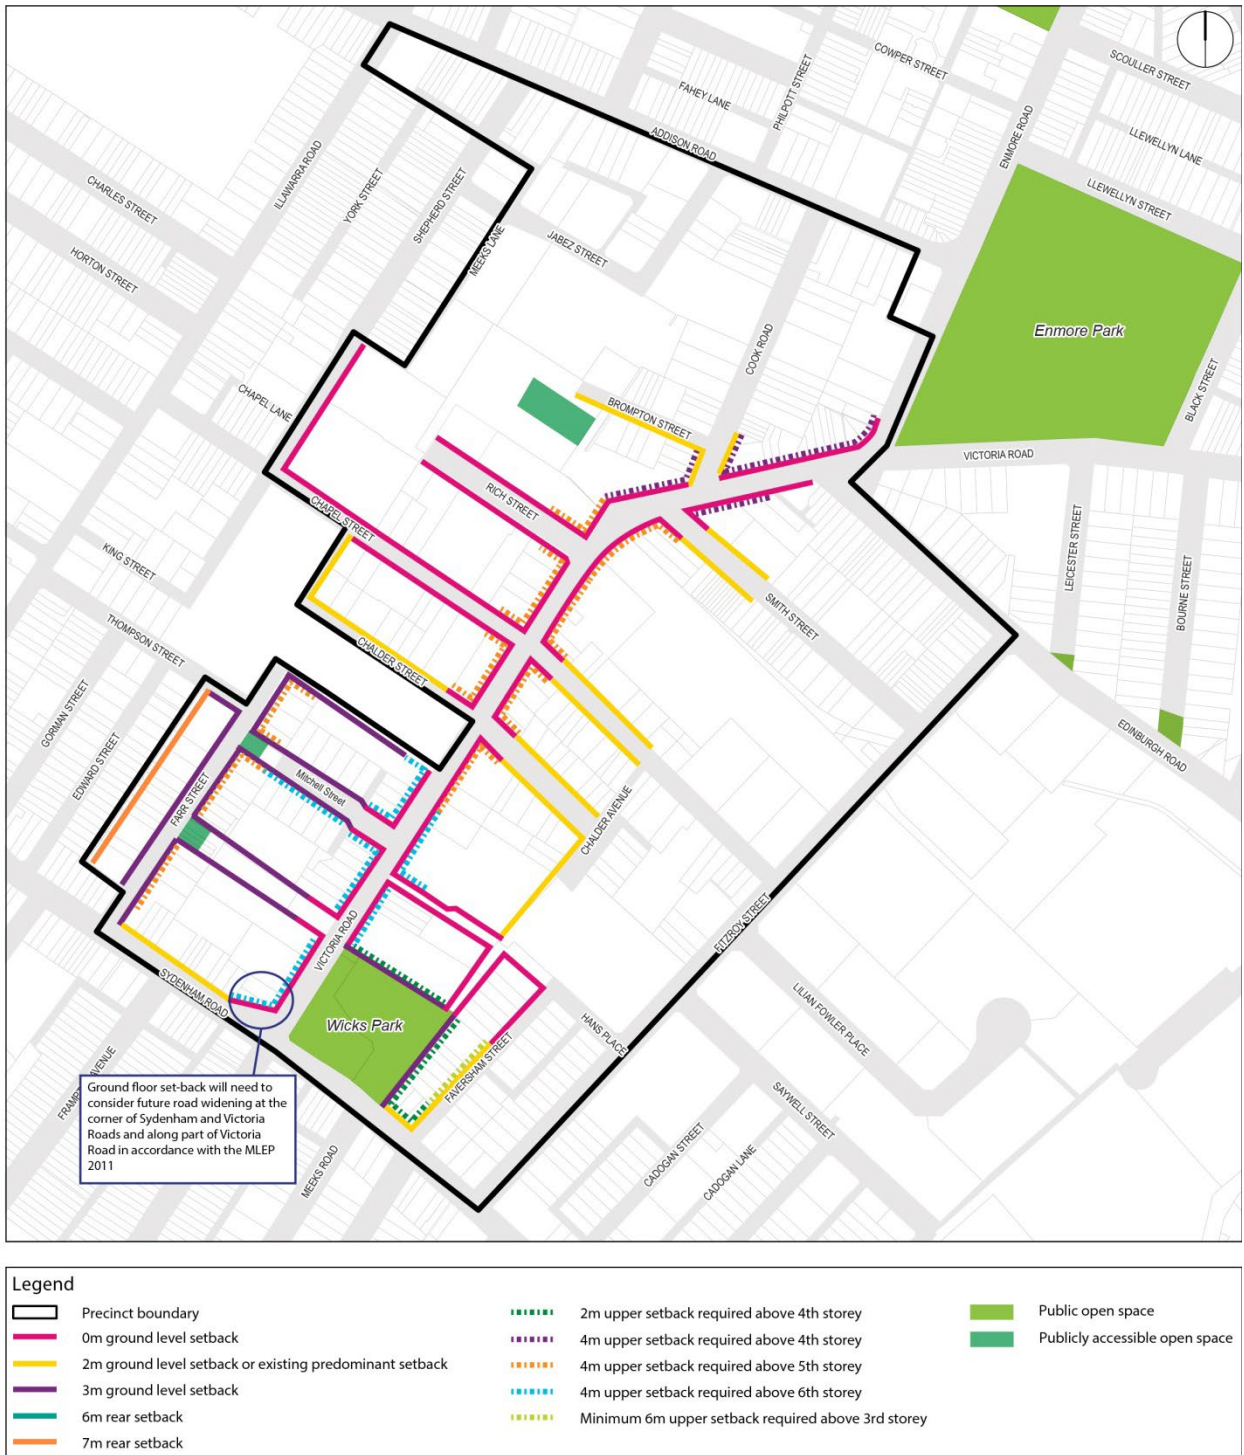 COWPER STREET
SCOULLER STREET
PHILPOTT STREET
FAHEY LANE
ADDISON ROAD
ENMORE ROAD
LLEWELLYN LANE
LLEWELLYN STREET
CHARLES STREET
ILLAWARRA ROAD
YORK STREET
SHEPHERD STREET
MEEKS LANE
JABEZ STREET
HORTON STREET
COOK ROAD
Enmore Park
BLACK STREET
CHAPEL LANE
BROMPTON STREET
VICTORIA ROAD
RICH STREET
CHAPEL STREET
KING STREET
LEICESTER STREET
BOURNE STREET
SMITH STREET
THOMPSON STREET
CHALDER STREET
GORMAN STREET
EDWARD STREET
EDINBURGH ROAD
FARR STREET
Mitchell Street
CHALDER AVENUE
VICTORIA ROAD
FITZROY STREET
SYDENHAM ROAD
Wicks Park
HANS PLACE
LILIAN FOWLER PLACE
FAVERSHAM STREET
SAYWELL STREET
Ground floor set-back will need to
consider future road widening at the
corner of Sydenham and Victoria
Roads and along part of Victoria
Road in accordance with the MLEP
2011
MEEKS ROAD
CADOGAN STREET
CADOGAN LANE
Legend
Precinct boundary
0m ground level setback
2m ground level setback or existing predominant setback
3m ground level setback
6m rear setback
7m rear setback
2m upper setback required above 4th storey
4m upper setback required above 4th storey
4m upper setback required above 5th storey
4m upper setback required above 6th storey
Minimum 6m upper setback required above 3rd storey
Public open space
Publicly accessible open space